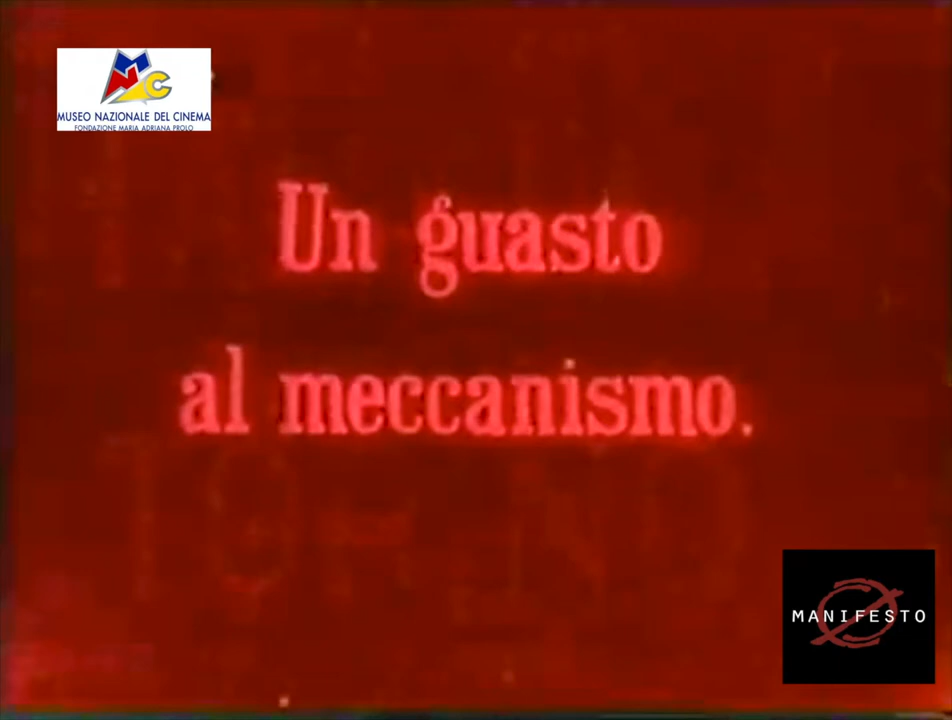 MUSEO NAZIONALE DEL CINEMA
FONDAZIONE MARIA ADRIANA PROLO
Un guasto
al meccanismo.
MANIFESTO